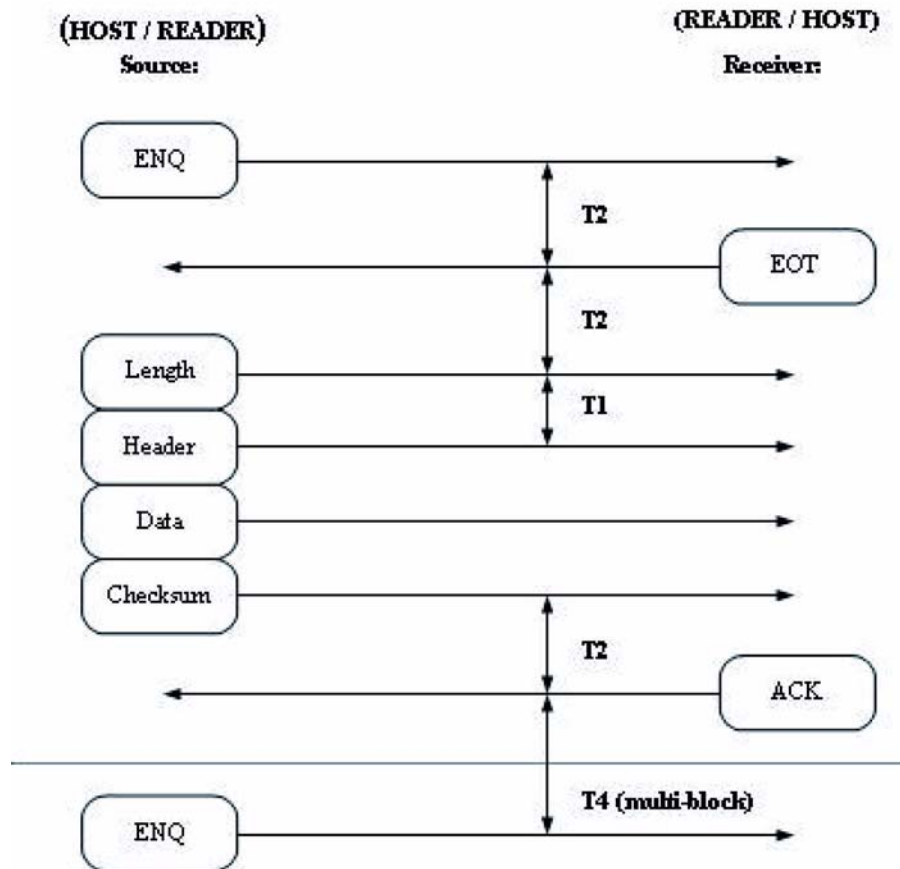 (HOST / READER)
(READER / HOST)
Source:
Receiver:
ENQ
T2
EOT
T2
Length
T1
Header
Data
Checksum
T2
ACK
T4 (multi-block)
ENQ